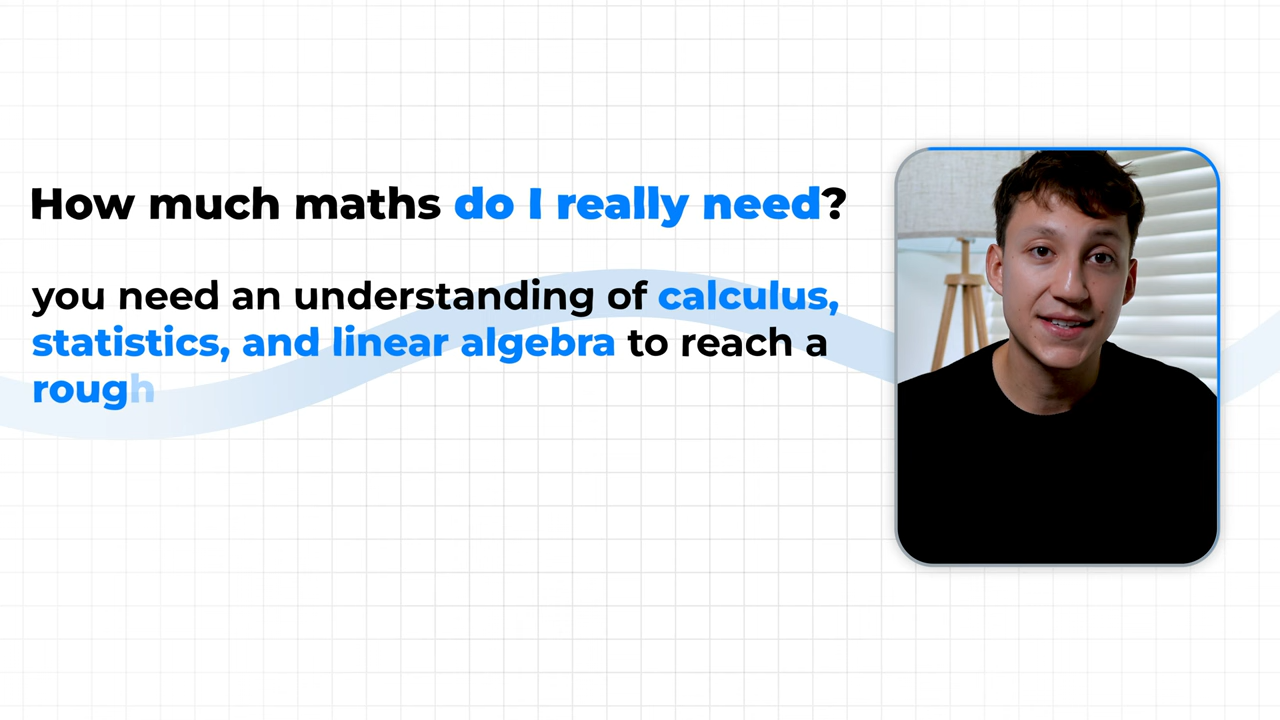 How much maths do I really need?
you need an understanding of calculus,
statistics, and linear algebra to reach a
rough